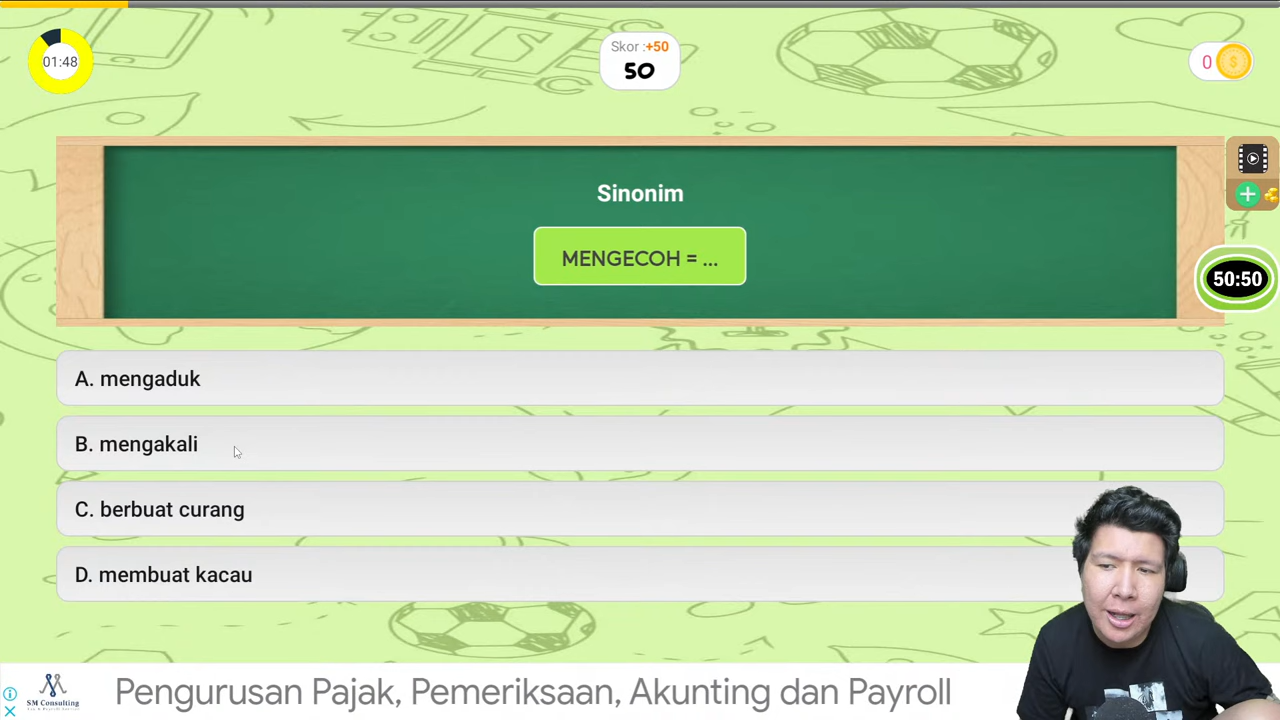 01:48
Skor :+50
50
0
Sinonim
MENGECOH = ...
50:50
A. mengaduk
B. mengakali
C. berbuat curang
D. membuat kacau
SM Consulting
Pengurusan Pajak, Pemeriksaan, Akunting dan Payroll